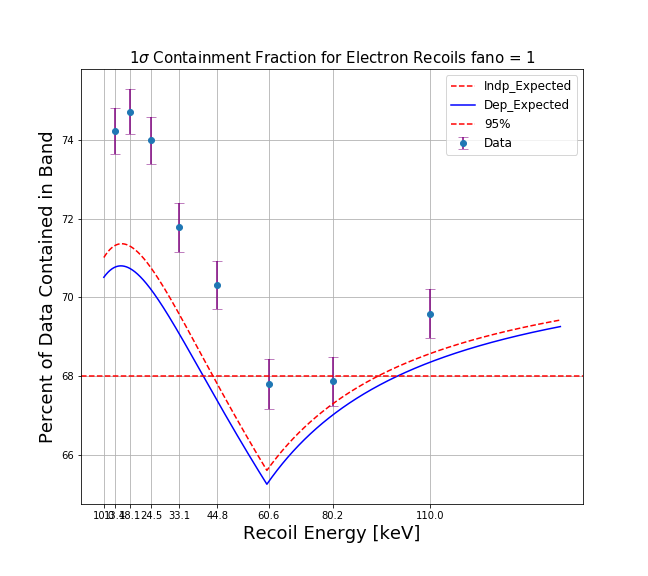 1σ Containment Fraction for Electron Recoils fano = 1
Indp_Expected
Dep_Expected
95%
Data
Percent of Data Contained in Band
74
72
70
68
66
24.5 33.1 44.8 60.6 80.2 110.0
Recoil Energy [keV]